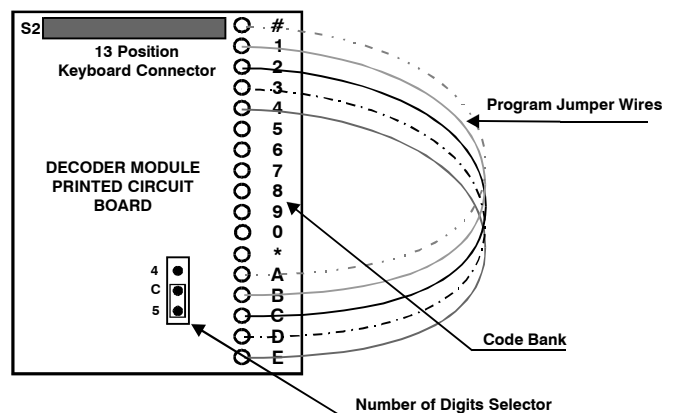 S2
13 Position
Keyboard Connector
#
1
2
3
4
5
6
7
8
9
0
*
A
B
C
D
E
Program Jumper Wires
DECODER MODULE
PRINTED CIRCUIT
BOARD
4
C
5
Code Bank
Number of Digits Selector